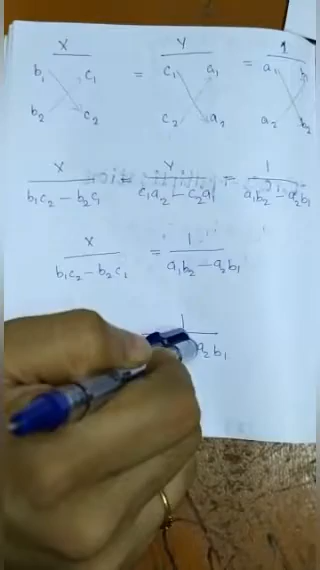 X = Y = 1
b₁ c₁ c₁ a₁ a₁ b₁
b₂ c₂ c₂ a₂ a₂ b₂
X / b₁c₂ – b₂c₁ = Y / c₁a₂ – c₂a₁ = 1 / a₁b₂ – a₂b₁
X / b₁c₂ – b₂c₁ = 1 / a₁b₂ – a₂b₁
1 / a₂b₁